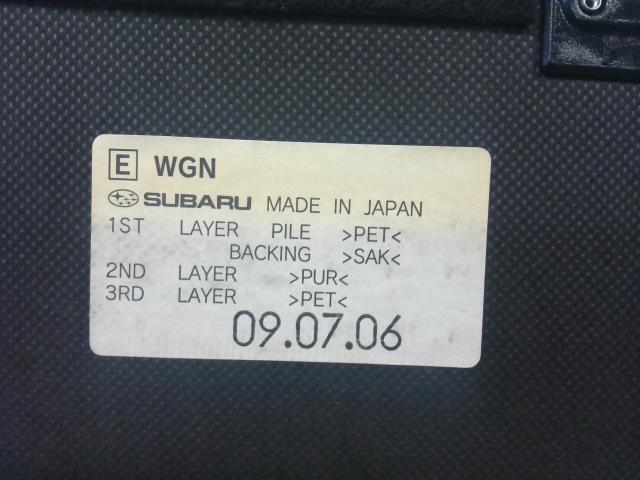 E WGN
SUBARU MADE IN JAPAN
1ST LAYER PILE >PET<
BACKING >SAK<
2ND LAYER >PUR<
3RD LAYER >PET<
09.07.06